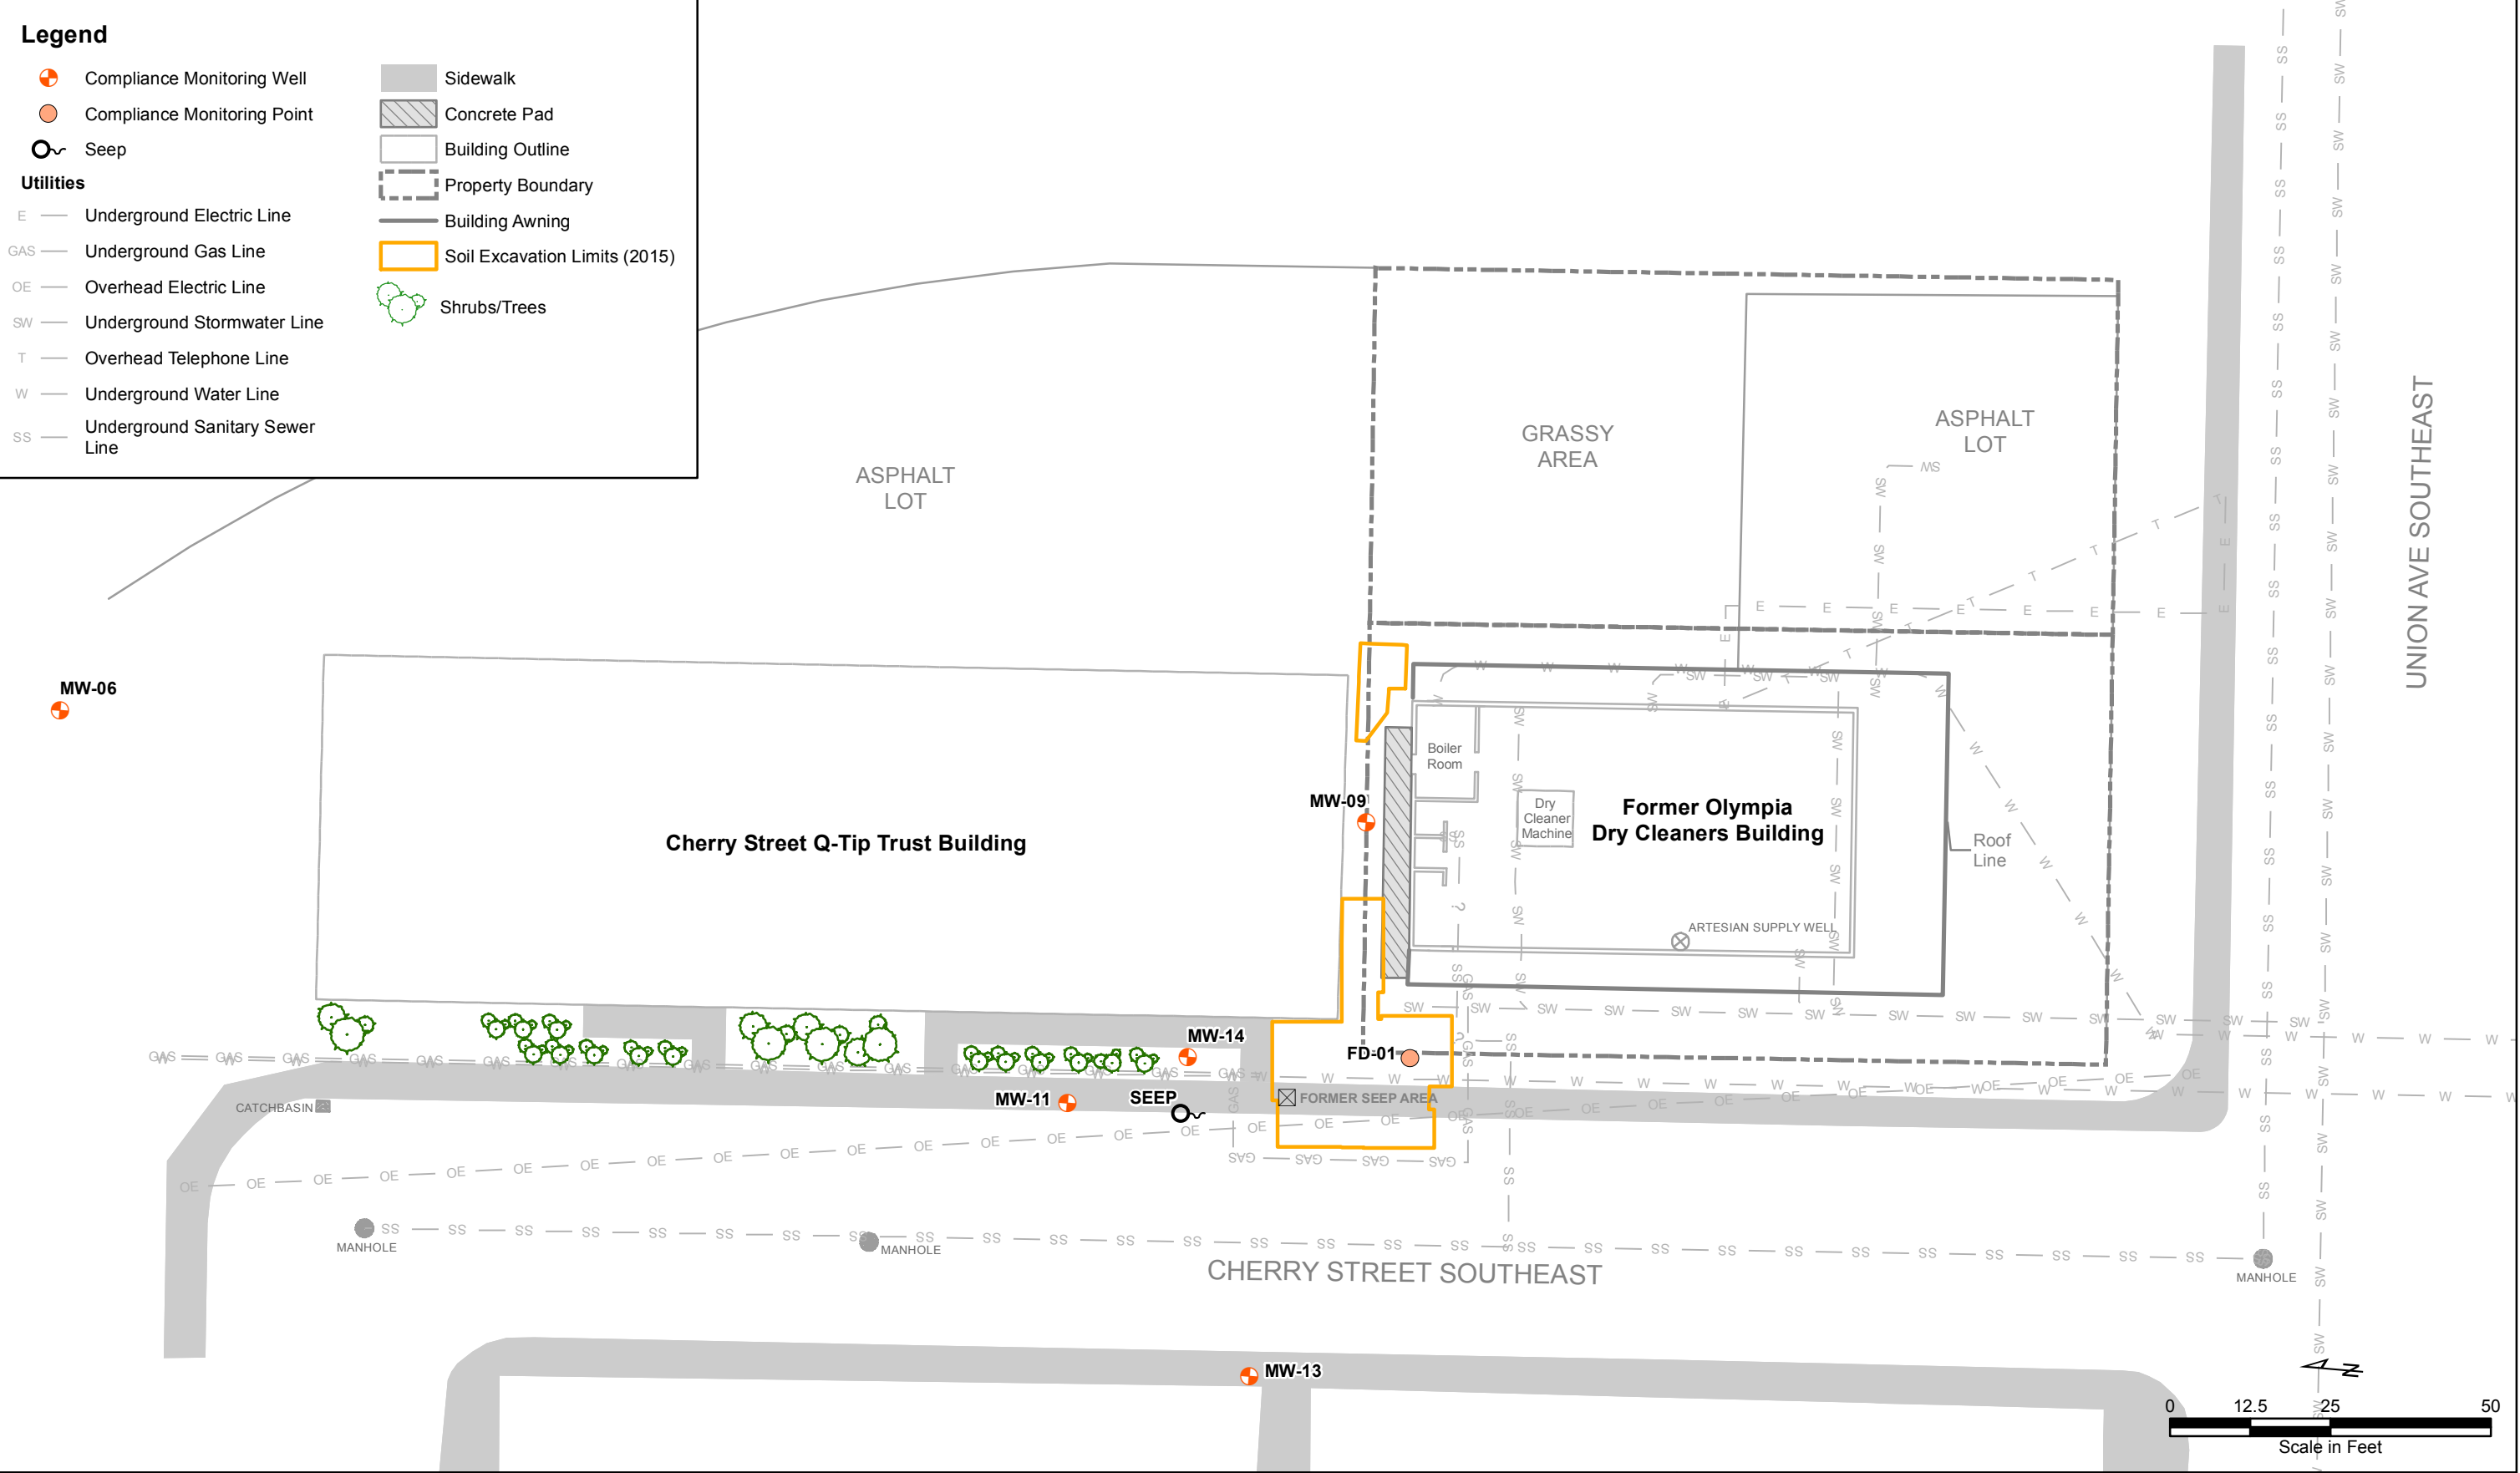 Legend
Compliance Monitoring Well
Compliance Monitoring Point
Seep
Utilities
E Underground Electric Line
GAS Underground Gas Line
OE Overhead Electric Line
SW Underground Stormwater Line
T Overhead Telephone Line
W Underground Water Line
SS Underground Sanitary Sewer
Line
Sidewalk
Concrete Pad
Building Outline
Property Boundary
Building Awning
Soil Excavation Limits (2015)
Shrubs/Trees
ASPHALT
LOT
GRASSY
AREA
ASPHALT
LOT
UNION AVE SOUTHEAST
MW-06
Cherry Street Q-Tip Trust Building
MW-09
Boiler
Room
Dry
Cleaner
Machine
Former Olympia
Dry Cleaners Building
Roof
Line
ARTESIAN SUPPLY WELL
MW-14
FD-01
MW-11
SEEP
FORMER SEEP AREA
CATCHBASIN
MANHOLE
MANHOLE
MANHOLE
CHERRY STREET SOUTHEAST
MW-13
N
0 12.5 25 50
Scale in Feet